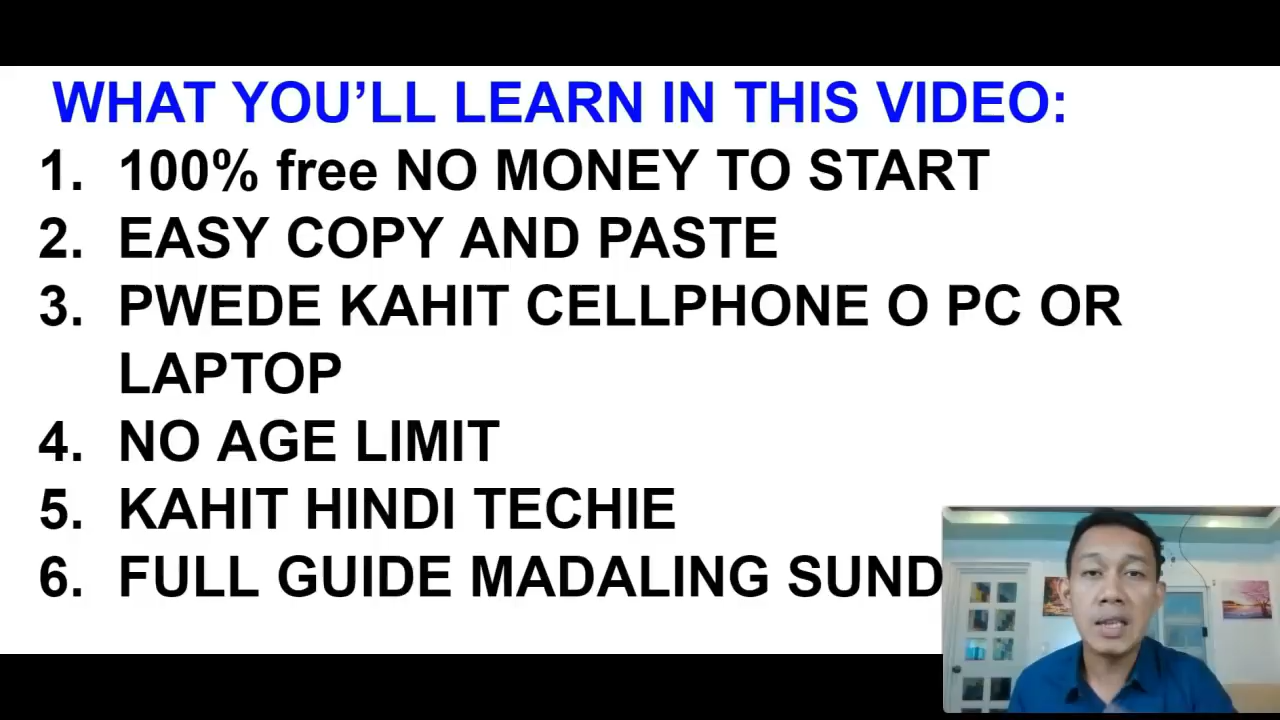 WHAT YOU'LL LEARN IN THIS VIDEO:
1. 100% free NO MONEY TO START
2. EASY COPY AND PASTE
3. PWEDE KAHIT CELLPHONE O PC OR
LAPTOP
4. NO AGE LIMIT
5. KAHIT HINDI TECHIE
6. FULL GUIDE MADALING